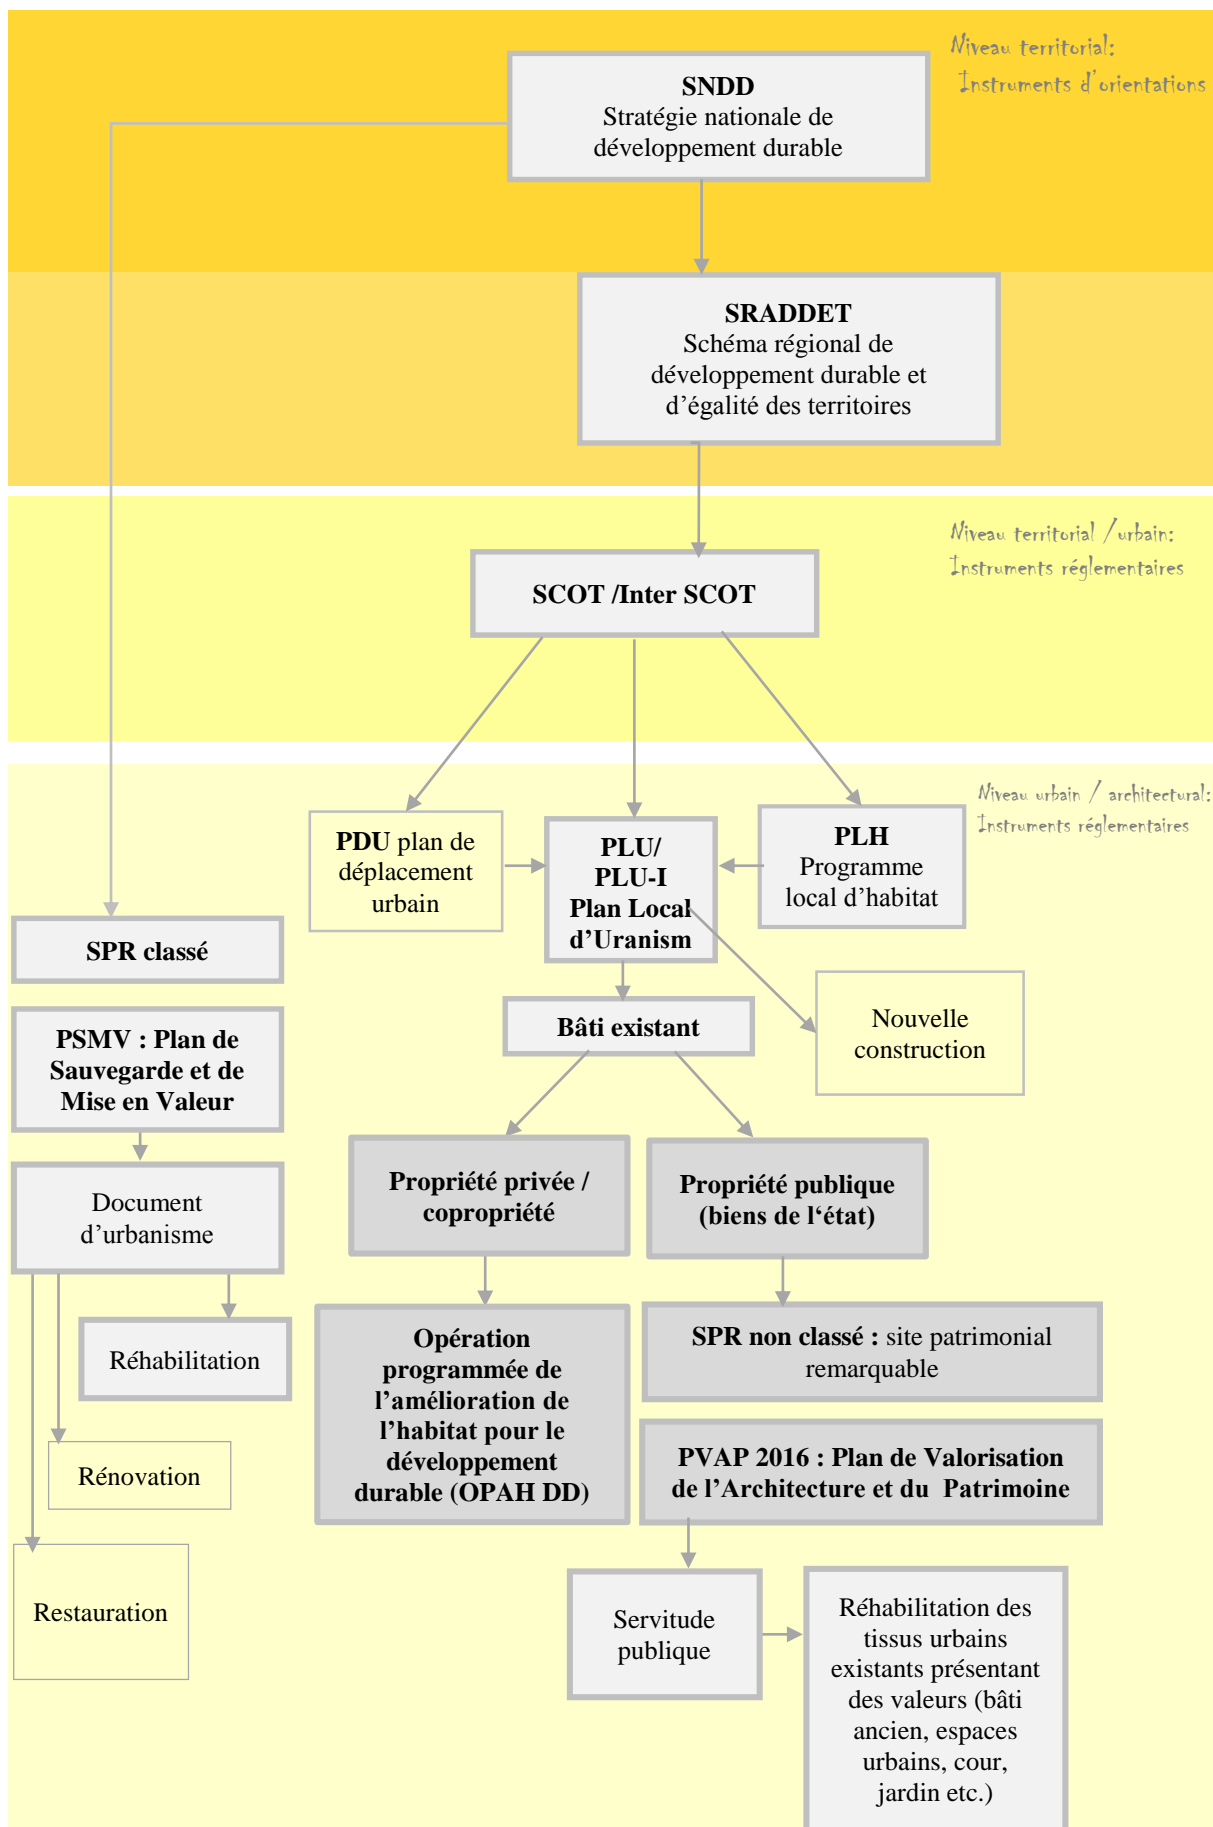 Niveau territorial:
Instruments d'orientations
SNDD
Stratégie nationale de
développement durable
SRADDET
Schéma régional de
développement durable et
d’égalité des territoires
Niveau territorial /urbain:
Instruments réglementaires
SCOT /Inter SCOT
Niveau urbain / architectural:
Instruments réglementaires
PDU plan de
déplacement
urbain
PLU/
PLU-I
Plan Local
d’Uranism
PLH
Programme
local d’habitat
SPR classé
PSMV : Plan de
Sauvegarde et de
Mise en Valeur
Bâti existant
Nouvelle
construction
Document
d’urbanisme
Propriété privée /
copropriété
Propriété publique
(biens de l‘état)
Réhabilitation
Opération
programmée de
l’amélioration de
l’habitat pour le
développement
durable (OPAH DD)
SPR non classé : site patrimonial
remarquable
Rénovation
PVAP 2016 : Plan de Valorisation
de l’Architecture et du Patrimoine
Restauration
Servitude
publique
Réhabilitation des
tissus urbains
existants présentant
des valeurs (bâti
ancien, espaces
urbains, cour,
jardin etc.)